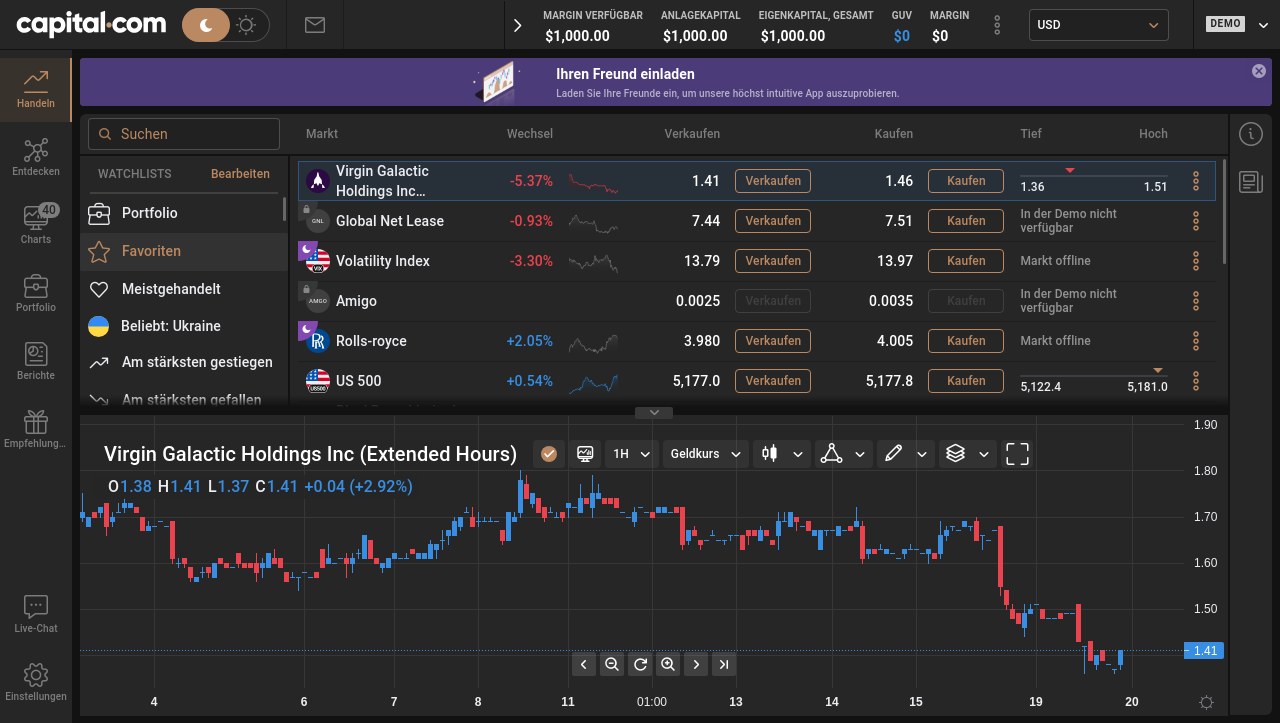 capital.com
MARGIN VERFÜGBAR
$1,000.00
ANLAGEKAPITAL
$1,000.00
EIGENKAPITAL, GESAMT
$1,000.00
GUV
$0
MARGIN
$0
USD
DEMO
Handeln
Entdecken
40
Charts
Portfolio
Berichte
Empfehlung...
Live-Chat
Einstellungen
Ihren Freund einladen
Laden Sie Ihre Freunde ein, um unsere höchst intuitive App auszuprobieren.
Suchen
WATCHLISTS Bearbeiten
Portfolio
Favoriten
Meistgehandelt
Beliebt: Ukraine
Am stärksten gestiegen
Am stärksten gefallen
Markt Wechsel Verkaufen Kaufen Tief Hoch
Virgin Galactic
Holdings Inc...
-5.37% 1.41 Verkaufen 1.46 Kaufen 1.36 1.51
GNL Global Net Lease -0.93% 7.44 Verkaufen 7.51 Kaufen In der Demo nicht
verfügbar
VIX Volatility Index -3.30% 13.79 Verkaufen 13.97 Kaufen Markt offline
AMGO Amigo 0.0025 Verkaufen 0.0035 Kaufen In der Demo nicht
verfügbar
Rolls-royce +2.05% 3.980 Verkaufen 4.005 Kaufen Markt offline
US500 US 500 +0.54% 5,177.0 Verkaufen 5,177.8 Kaufen 5,122.4 5,181.0
Virgin Galactic Holdings Inc (Extended Hours) 1H Geldkurs
O1.38 H1.41 L1.37 C1.41 +0.04 (+2.92%)
1.90
1.80
1.70
1.60
1.50
1.41
4 6 7 8 11 01:00 13 14 15 19 20